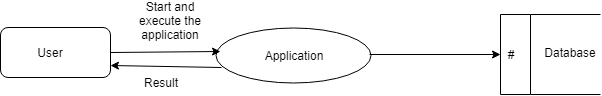 Start and
execute the
application
User
Application
#
Database
Result